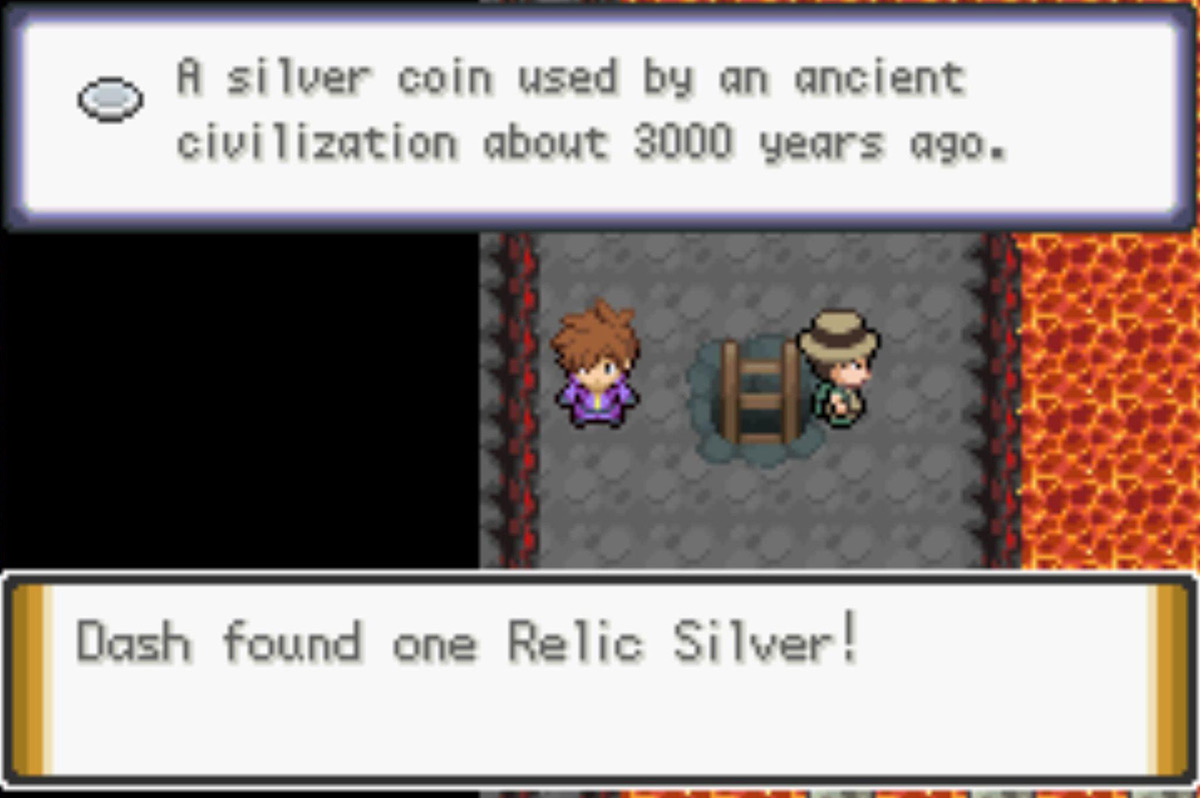 A silver coin used by an ancient
civilization about 3000 years ago.
Dash found one Relic Silver!